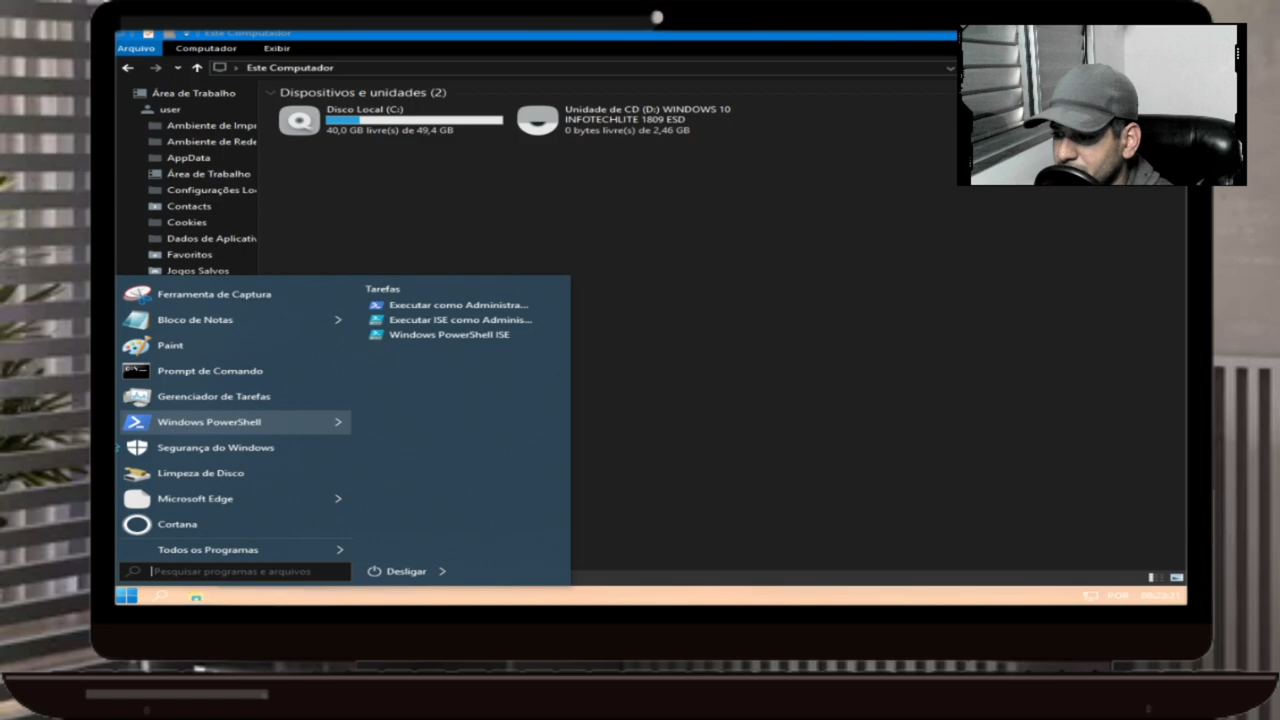 Este Computador
Arquivo Computador Exibir
Este Computador
Área de Trabalho
user
Ambiente de Impr
Ambiente de Rede
AppData
Área de Trabalho
Configurações Lo
Contacts
Cookies
Dados de Aplicativ
Favoritos
Jogos Salvos
Dispositivos e unidades (2)
Disco Local (C:)
40,0 GB livre(s) de 49,4 GB
Unidade de CD (D:) WINDOWS 10
INFOTECHLITE 1809 ESD
0 bytes livre(s) de 2,46 GB
Ferramenta de Captura
Bloco de Notas
Paint
Prompt de Comando
Gerenciador de Tarefas
Windows PowerShell
Segurança do Windows
Limpeza de Disco
Microsoft Edge
Cortana
Todos os Programas
Pesquisar programas e arquivos
Tarefas
Executar como Administra...
Executar ISE como Adminis...
Windows PowerShell ISE
Desligar
POR